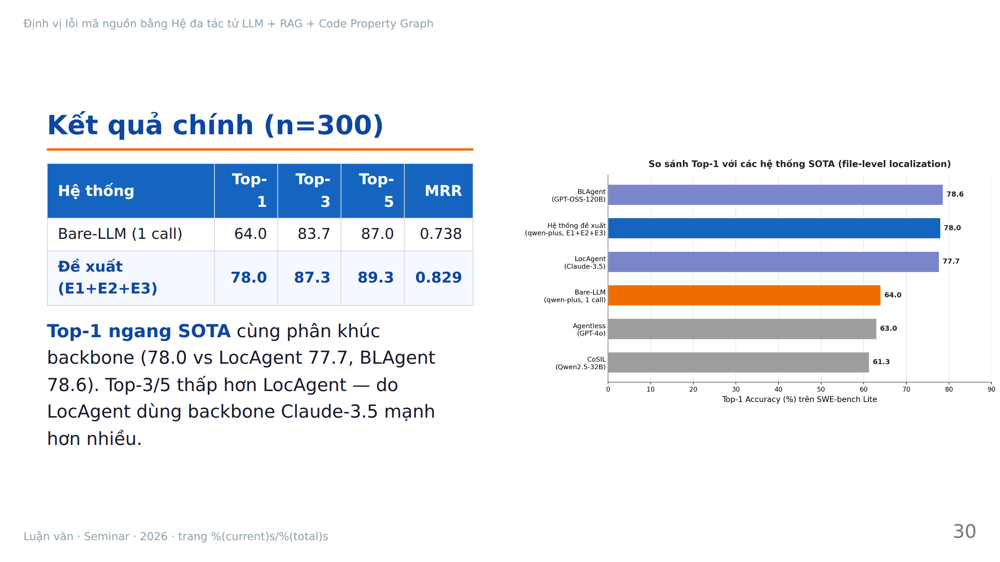 Định vị lỗi mã nguồn bằng Hệ đa tác tử LLM + RAG + Code Property Graph
Kết quả chính (n=300)
Hệ thống Top-1 Top-3 Top-5 MRR
Bare-LLM (1 call) 64.0 83.7 87.0 0.738
Đề xuất (E1+E2+E3) 78.0 87.3 89.3 0.829
Top-1 ngang SOTA cùng phân khúc
backbone (78.0 vs LocAgent 77.7, BLAgent
78.6). Top-3/5 thấp hơn LocAgent — do
LocAgent dùng backbone Claude-3.5 mạnh
hơn nhiều.
So sánh Top-1 với các hệ thống SOTA (file-level localization)
BLAgent
(GPT-OSS-120B)
78.6
Hệ thống đề xuất
(qwen-plus, E1+E2+E3)
78.0
LocAgent
(Claude-3.5)
77.7
Bare-LLM
(qwen-plus, 1 call)
64.0
Agentless
(GPT-4o)
63.0
CoSIL
(Qwen2.5-32B)
61.3
0 10 20 30 40 50 60 70 80 90
Top-1 Accuracy (%) trên SWE-bench Lite
Luận văn · Seminar · 2026 · trang %(current)s/%(total)s
30